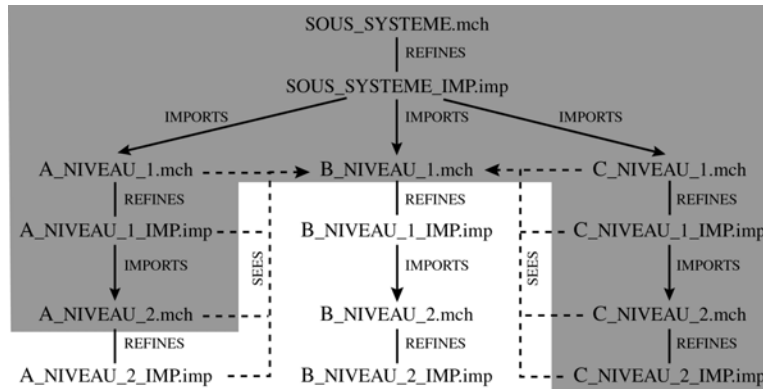 SOUS_SYSTEME.mch
REFINES
SOUS_SYSTEME_IMP.imp
IMPORTS IMPORTS IMPORTS
A_NIVEAU_1.mch B_NIVEAU_1.mch C_NIVEAU_1.mch
REFINES REFINES REFINES
A_NIVEAU_1_IMP.imp B_NIVEAU_1_IMP.imp C_NIVEAU_1_IMP.imp
SEES SEES
IMPORTS IMPORTS IMPORTS
A_NIVEAU_2.mch B_NIVEAU_2.mch C_NIVEAU_2.mch
REFINES REFINES REFINES
A_NIVEAU_2_IMP.imp B_NIVEAU_2_IMP.imp C_NIVEAU_2_IMP.imp